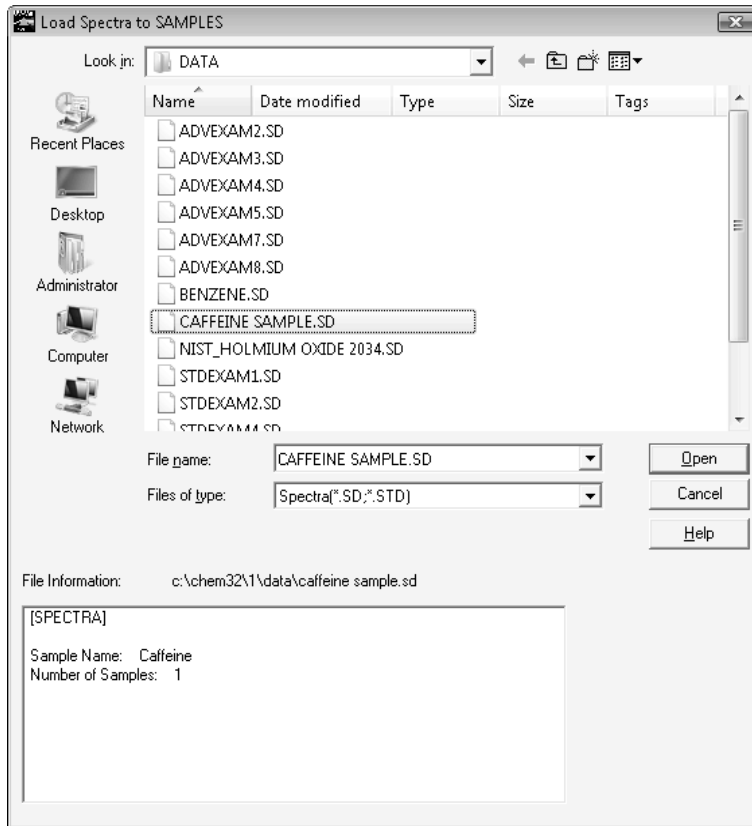 Load Spectra to SAMPLES
Look in: DATA
Name Date modified Type Size Tags
Recent Places
Desktop
Administrator
Computer
Network
ADVEXAM2.SD
ADVEXAM3.SD
ADVEXAM4.SD
ADVEXAM5.SD
ADVEXAM7.SD
ADVEXAM8.SD
BENZENE.SD
CAFFEINE SAMPLE.SD
NIST_HOLMIUM OXIDE 2034.SD
STDEXAM1.SD
STDEXAM2.SD
STDEXAM4.SD
File name: CAFFEINE SAMPLE.SD Open
Files of type: Spectra(*.SD;*.STD) Cancel
Help
File Information: c:\chem32\1\data\caffeine sample.sd
[SPECTRA]
Sample Name: Caffeine
Number of Samples: 1